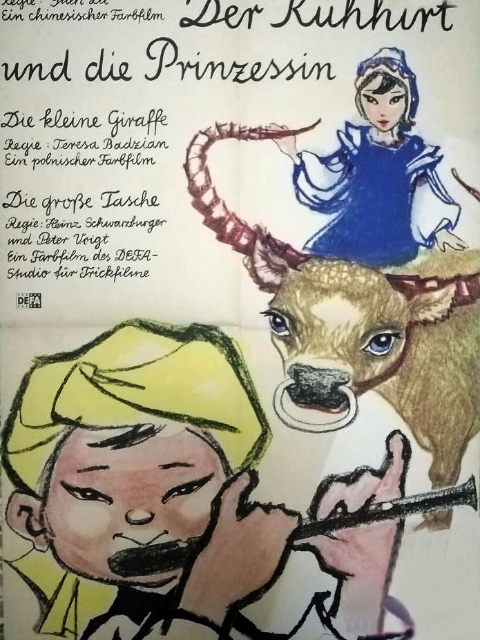 Ein chinesischer Farbfilm
Der Kuhhirt
und die Prinzessin
Die kleine Giraffe
Regie: Teresa Badzian
Ein polnischer Farbfilm
Die große Tasche
Regie: Heinz Schwarzburger
und Peter Voigt
Ein Farbfilm des DEFA-
Studio für Trickfilme
DEFA